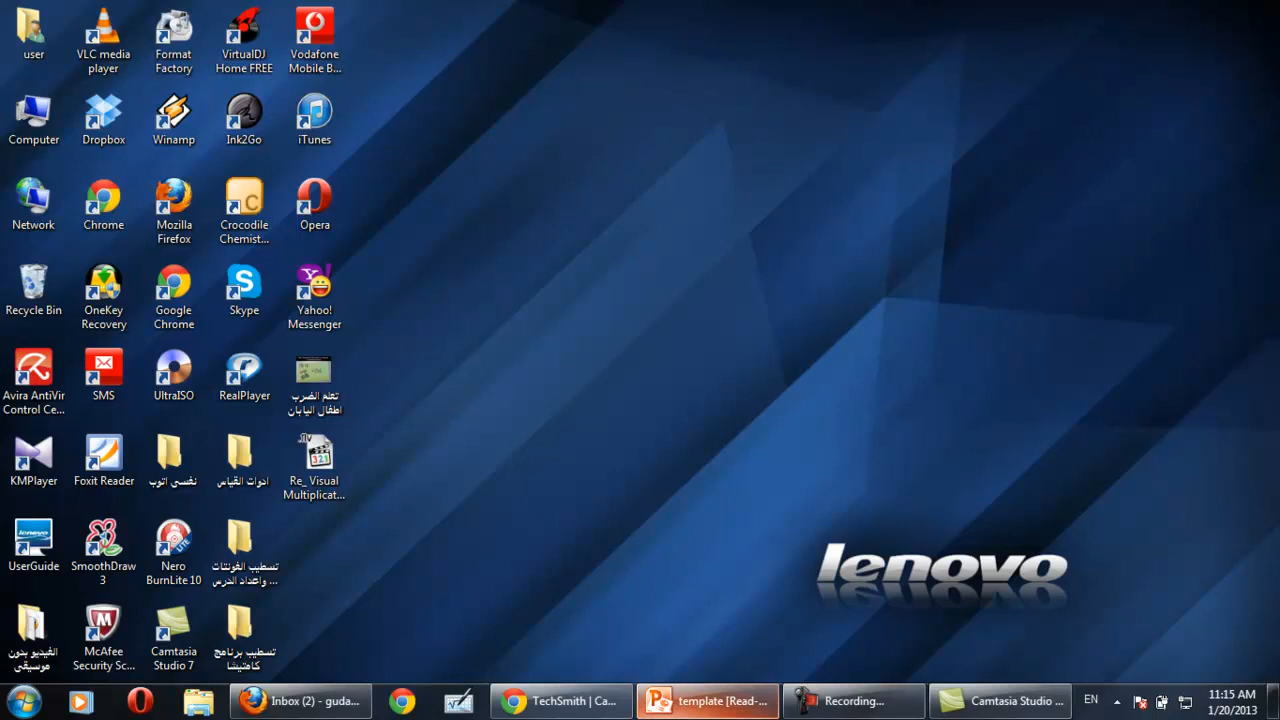 user
VLC media
player
Format
Factory
VirtualDJ
Home FREE
Vodafone
Mobile B...
Computer
Dropbox
Winamp
Ink2Go
iTunes
Network
Chrome
Mozilla
Firefox
Crocodile
Chemist...
Opera
Recycle Bin
OneKey
Recovery
Google
Chrome
Skype
Yahoo!
Messenger
Avira AntiVir
Control Ce...
SMS
UltraISO
RealPlayer
تعلم الضرب
اطفال اليابان
KMPlayer
Foxit Reader
نفسى اتوب
ادوات القياس
Re_ Visual
Multiplicat...
UserGuide
SmoothDraw
3
Nero
BurnLite 10
تسطيب الفونتات
واعداد الدرس ...
الفيديو بدون
موسيقى
McAfee
Security Sc...
Camtasia
Studio 7
تسطيب برنامج
كامتيشا
lenovo
Inbox (2) - guda...
TechSmith | Ca...
template [Read-...
Recording...
Camtasia Studio ...
EN
11:15 AM
1/20/2013